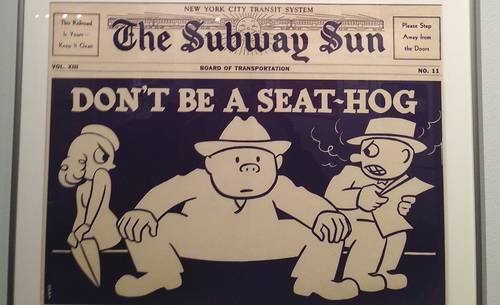 NEW YORK CITY TRANSIT SYSTEM
This Railroad
Is Yours—
Keep It Clean
The Subway Sun
Please Step
Away from
the Doors
VOL. XIII
BOARD OF TRANSPORTATION
NO. 11
DON'T BE A SEAT-HOG